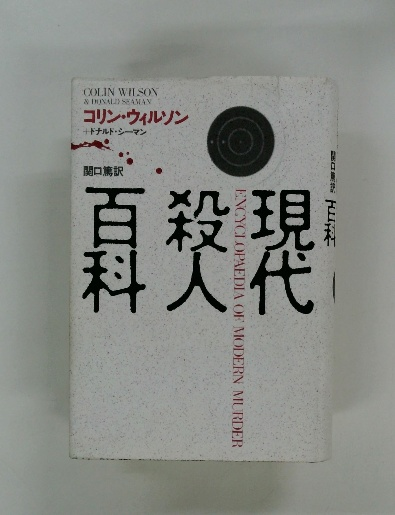 COLIN WILSON
& DONALD SEAMAN
コリン・ウィルソン
+ドナルド・シーマン
関口篤訳
現代
殺人
百科
ENCYCLOPAEDIA OF MODERN MURDER
関口篤訳
百科